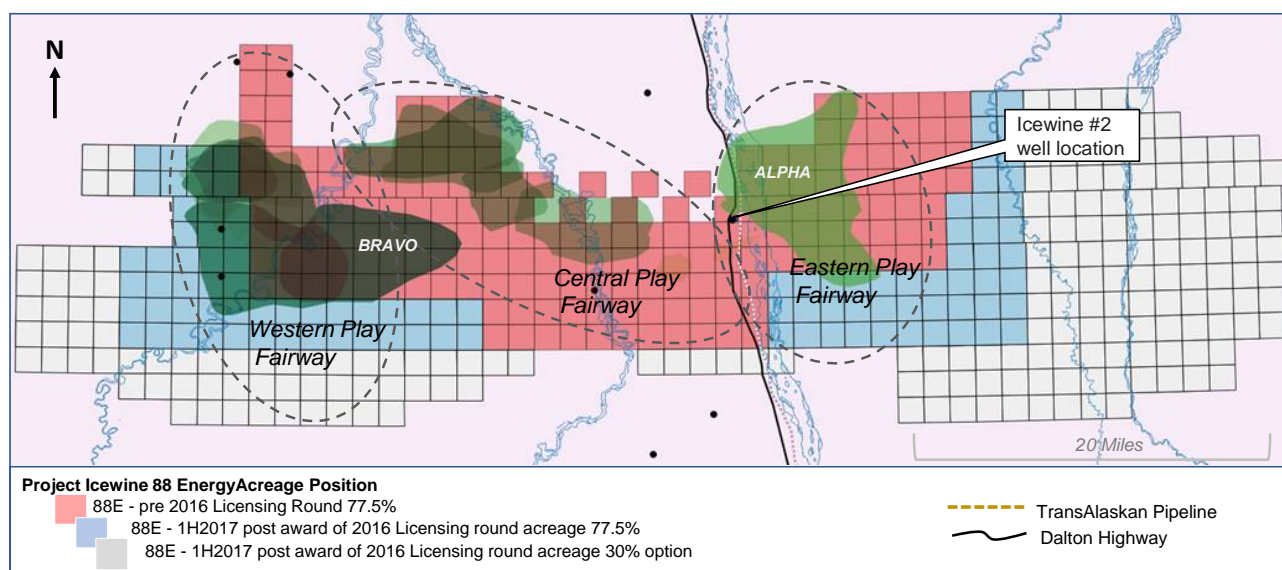 N
Icewine #2
well location
ALPHA
BRAVO
Central Play
Fairway
Eastern Play
Fairway
Western Play
Fairway
20 Miles
Project Icewine 88 EnergyAcreage Position
88E - pre 2016 Licensing Round 77.5%
88E - 1H2017 post award of 2016 Licensing round acreage 77.5%
88E - 1H2017 post award of 2016 Licensing round acreage 30% option
TransAlaskan Pipeline
Dalton Highway